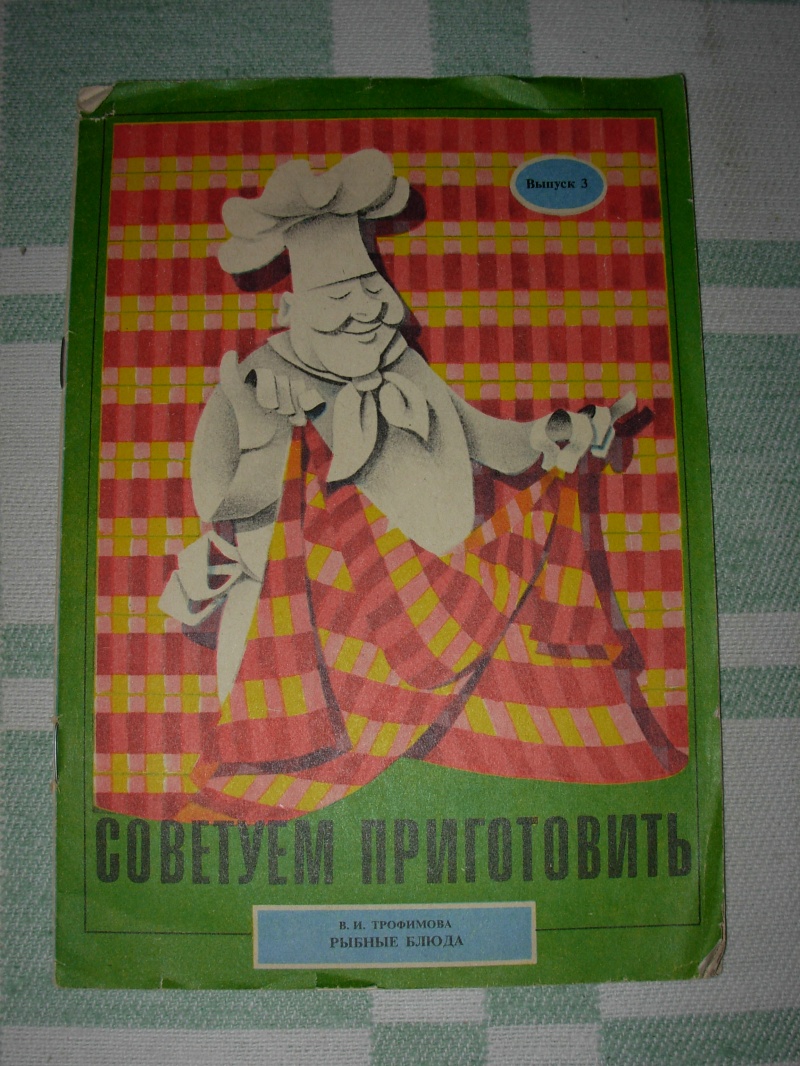 Выпуск 3
СОВЕТУЕМ ПРИГОТОВИТЬ
В. И. ТРОФИМОВА
РЫБНЫЕ БЛЮДА